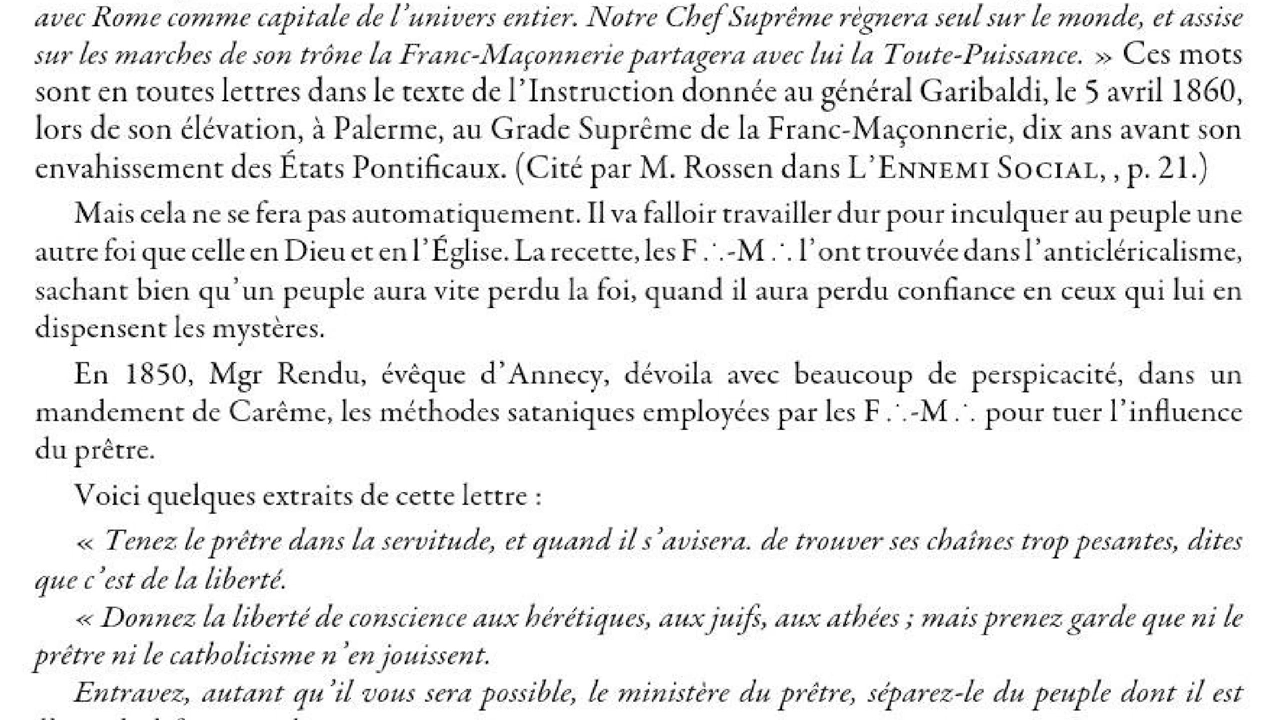 avec Rome comme capitale de l'univers entier. Notre Chef Suprême règnera seul sur le monde, et assise
sur les marches de son trône la Franc-Maçonnerie partagera avec lui la Toute-Puissance. » Ces mots
sont en toutes lettres dans le texte de l'Instruction donnée au général Garibaldi, le 5 avril 1860,
lors de son élévation, à Palerme, au Grade Suprême de la Franc-Maçonnerie, dix ans avant son
envahissement des États Pontificaux. (Cité par M. Rossen dans L'ENNEMI SOCIAL, , p. 21.)
Mais cela ne se fera pas automatiquement. Il va falloir travailler dur pour inculquer au peuple une
autre foi que celle en Dieu et en l'Église. La recette, les F∴-M∴ l'ont trouvée dans l'anticléricalisme,
sachant bien qu'un peuple aura vite perdu la foi, quand il aura perdu confiance en ceux qui lui en
dispensent les mystères.
En 1850, Mgr Rendu, évêque d'Annecy, dévoila avec beaucoup de perspicacité, dans un
mandement de Carême, les méthodes sataniques employées par les F∴-M∴ pour tuer l'influence
du prêtre.
Voici quelques extraits de cette lettre :
« Tenez le prêtre dans la servitude, et quand il s'avisera. de trouver ses chaînes trop pesantes, dites
que c'est de la liberté.
« Donnez la liberté de conscience aux hérétiques, aux juifs, aux athées ; mais prenez garde que ni le
prêtre ni le catholicisme n'en jouissent.
Entravez, autant qu'il vous sera possible, le ministère du prêtre, séparez-le du peuple dont il est